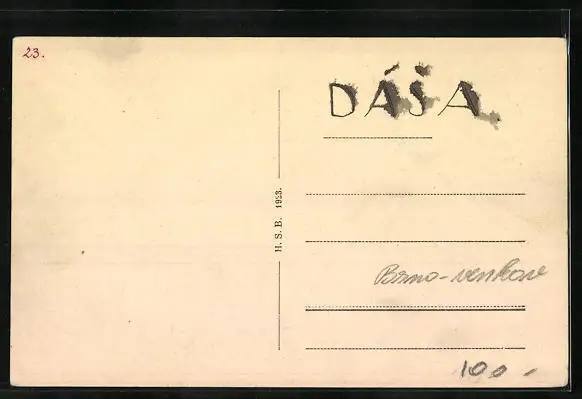 23.
DÁŠA
H. S. B. 1923.
Brno-venkov
100,-